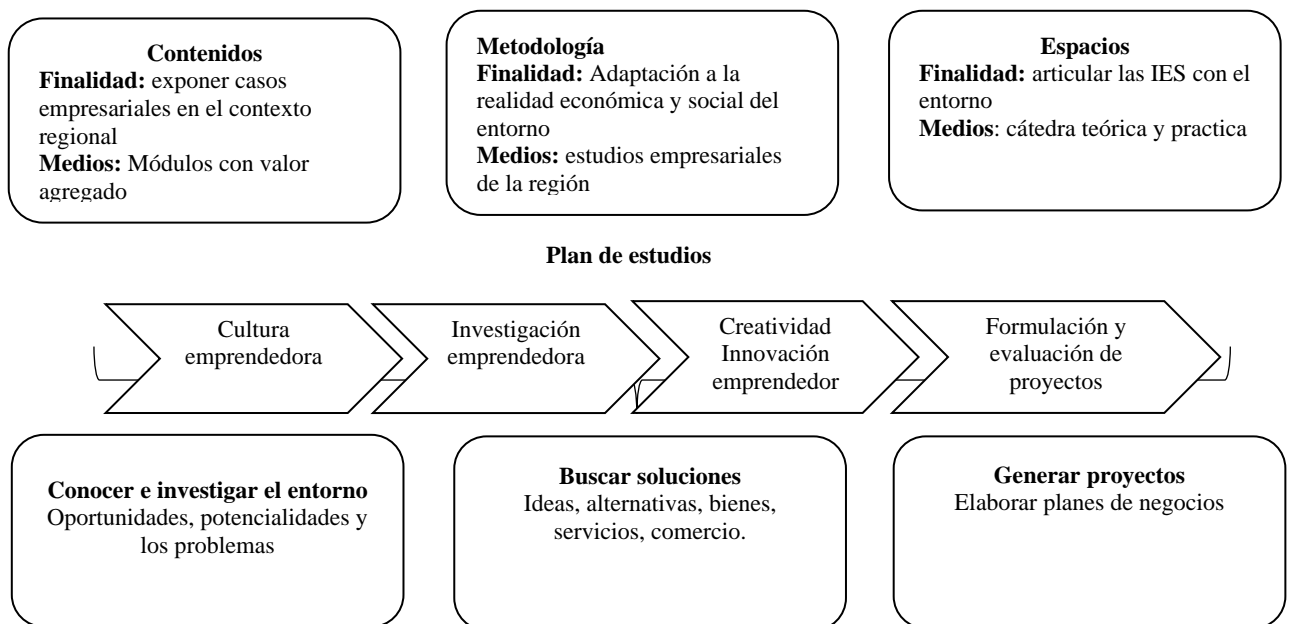 Contenidos
Finalidad: exponer casos
empresariales en el contexto
regional
Medios: Módulos con valor
agregado
Metodología
Finalidad: Adaptación a la
realidad económica y social del
entorno
Medios: estudios empresariales
de la región
Espacios
Finalidad: articular las IES con el
entorno
Medios: cátedra teórica y practica
Plan de estudios
Cultura
emprendedora
Investigación
emprendedora
Creatividad
Innovación
emprendedor
Formulación y
evaluación de
proyectos
Conocer e investigar el entorno
Oportunidades, potencialidades y
los problemas
Buscar soluciones
Ideas, alternativas, bienes,
servicios, comercio.
Generar proyectos
Elaborar planes de negocios